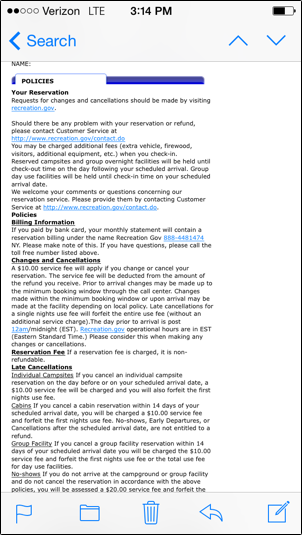 Verizon LTE 3:14 PM
Search
NAME:
POLICIES
Your Reservation
Requests for changes and cancellations should be made by visiting
recreation.gov.
Should there be any problem with your reservation or refund,
please contact Customer Service at
http://www.recreation.gov/contact.do
You may be charged additional fees (extra vehicle, firewood,
visitors, additional equipment, etc.) when you check-in.
Reserved campsites and group overnight facilities will be held until
check-out time on the day following your scheduled arrival. Group
day use facilities will be held until check-in time on your scheduled
arrival date.
We welcome your comments or questions concerning our
reservation service. Please provide them by contacting Customer
Service at http://www.recreation.gov/contact.do.
Policies
Billing Information
If you paid by bank card, your monthly statement will contain a
reservation billing under the name Recreation Gov 888-4481474
NY. Please make note of this. If you have questions, please call the
toll free number listed above.
Changes and Cancellations
A $10.00 service fee will apply if you change or cancel your
reservation. The service fee will be deducted from the amount of
the refund you receive. Prior to arrival changes may be made up to
the minimum booking window through the call center. Changes
made within the minimum booking window or upon arrival may be
made at the facility depending on local policy. Late cancellations for
a single nights use will forfeit the entire use fee (without an
additional service charge).The day prior to arrival is post
12am/midnight (EST). Recreation.gov operational hours are in EST
(Eastern Standard Time.) Please consider this when making any
changes or cancellations.
Reservation Fee If a reservation fee is charged, it is non-
refundable.
Late Cancellations
Individual Campsites If you cancel an individual campsite
reservation on the day before or on your scheduled arrival date, a
$10.00 service fee will be charged and you will also forfeit the first
nights use fee.
Cabins If you cancel a cabin reservation within 14 days of your
scheduled arrival date, you will be charged a $10.00 service fee
and forfeit the first nights use fee. No-shows, Early Departures, or
Cancellations after the scheduled arrival date, are not entitled to a
refund.
Group Facility If you cancel a group facility reservation within 14
days of your scheduled arrival date you will be charged the $10.00
service fee and forfeit the first nights use fee or the total use fee
for day use facilities.
No-shows If you do not arrive at the campground or group facility
and do not cancel the reservation in accordance with the above
policies, you will be assessed a $20.00 service fee and forfeit the